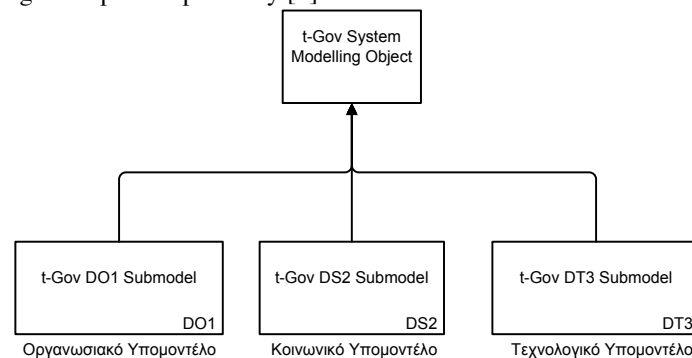 t-Gov System
Modelling Object
t-Gov DO1 Submodel
t-Gov DS2 Submodel
t-Gov DT3 Submodel
DO1
DS2
DT3
Οργανωσιακό Υπομοντέλο
Κοινωνικό Υπομοντέλο
Τεχνολογικό Υπομοντέλο